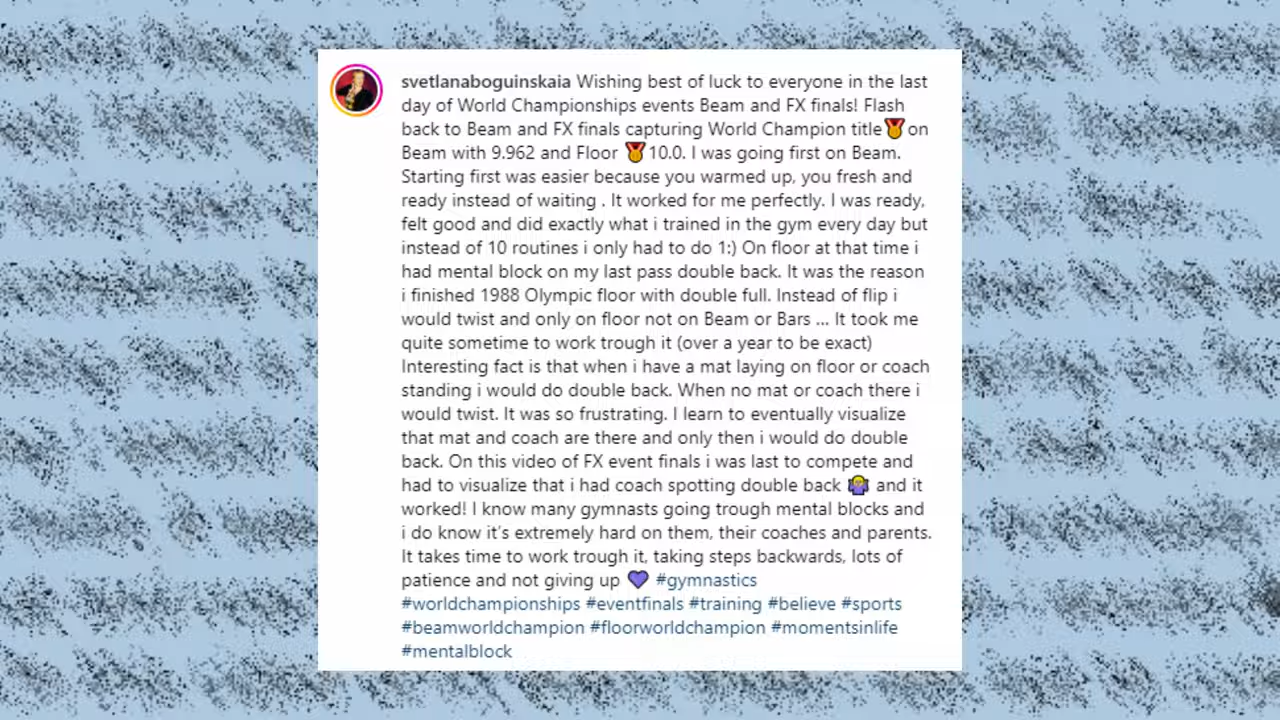 svetlanaboguinskaia Wishing best of luck to everyone in the last
day of World Championships events Beam and FX finals! Flash
back to Beam and FX finals capturing World Champion title🏅on
Beam with 9.962 and Floor 🏅10.0. I was going first on Beam.
Starting first was easier because you warmed up, you fresh and
ready instead of waiting . It worked for me perfectly. I was ready,
felt good and did exactly what i trained in the gym every day but
instead of 10 routines i only had to do 1:) On floor at that time i
had mental block on my last pass double back. It was the reason
i finished 1988 Olympic floor with double full. Instead of flip i
would twist and only on floor not on Beam or Bars ... It took me
quite sometime to work trough it (over a year to be exact)
Interesting fact is that when i have a mat laying on floor or coach
standing i would do double back. When no mat or coach there i
would twist. It was so frustrating. I learn to eventually visualize
that mat and coach are there and only then i would do double
back. On this video of FX event finals i was last to compete and
had to visualize that i had coach spotting double back 🤷‍♀️ and it
worked! I know many gymnasts going trough mental blocks and
i do know it's extremely hard on them, their coaches and parents.
It takes time to work trough it, taking steps backwards, lots of
patience and not giving up 💜 #gymnastics
#worldchampionships #eventfinals #training #believe #sports
#beamworldchampion #floorworldchampion #momentsinlife
#mentalblock